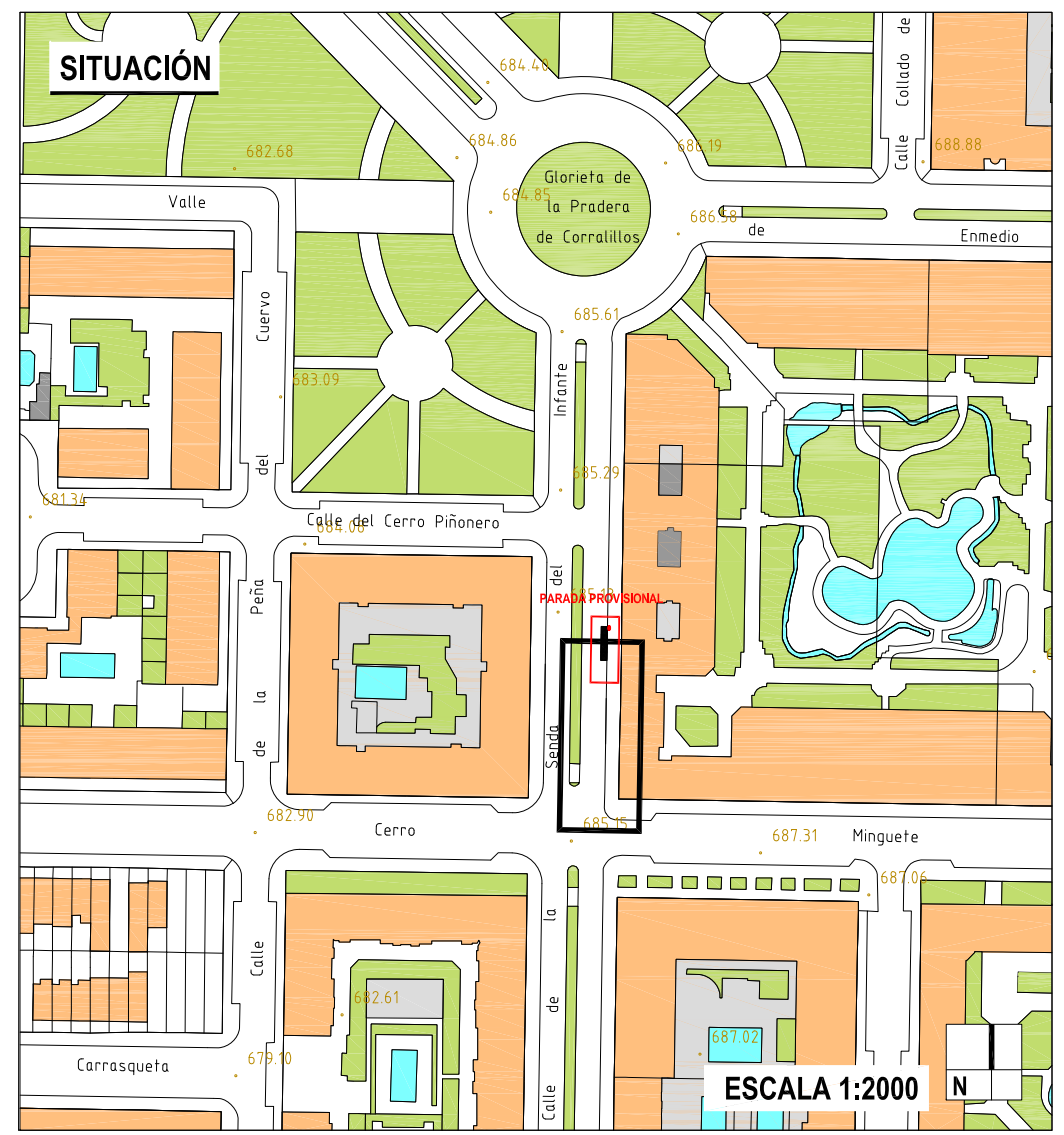 SITUACIÓN
684.40
Calle Collado de
682.68
684.86
686.19
688.88
Glorieta de
la Pradera
de Corralillos
684.85
686.58
Valle
de
Enmedio
685.61
Cuervo
Infante
683.09
685.29
del
681.34
Calle del Cerro Piñonero
684.08
del
PARADA PROVISIONAL
Peña
la
de
Senda
682.90
Cerro
685.15
687.31
Minguete
687.06
la
Calle
682.61
de
687.02
679.10
Carrasqueta
Calle
ESCALA 1:2000
N